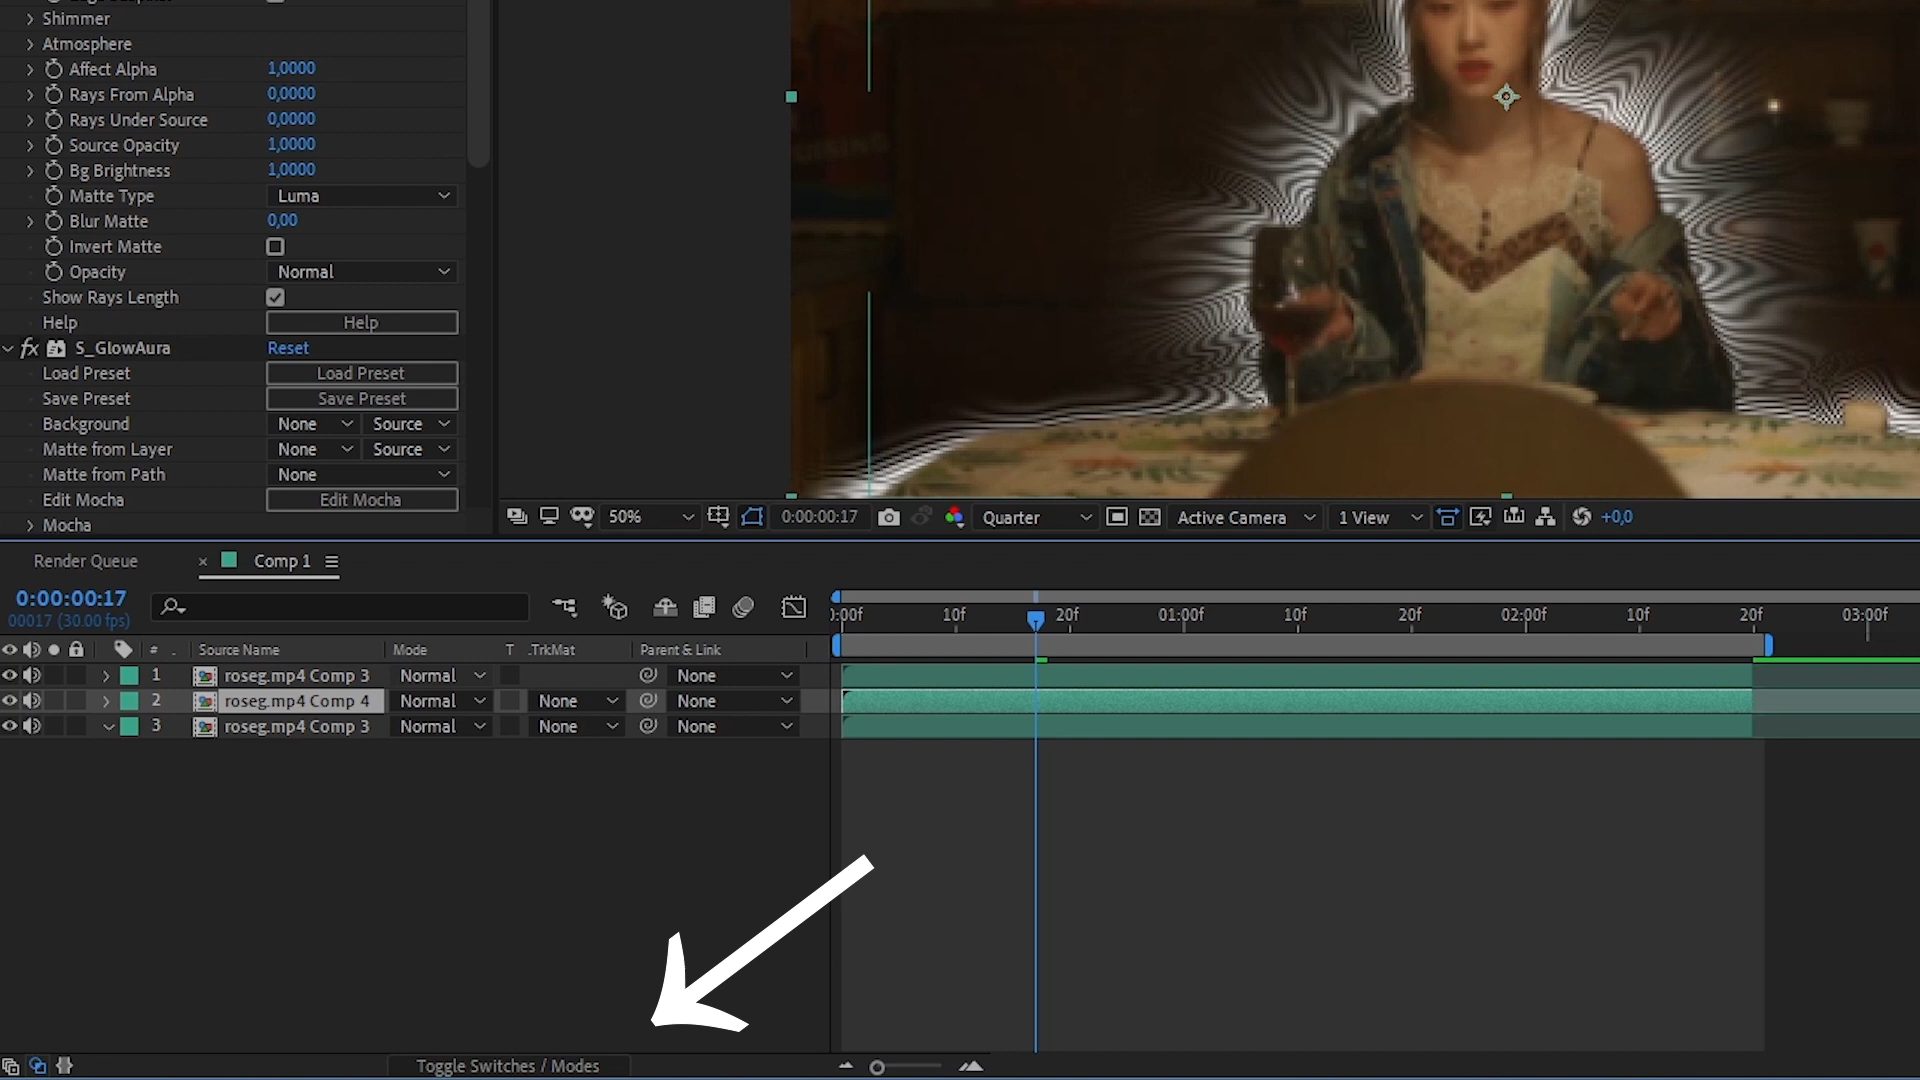 Shimmer
Atmosphere
Affect Alpha 1,0000
Rays From Alpha 0,0000
Rays Under Source 0,0000
Source Opacity 1,0000
Bg Brightness 1,0000
Matte Type Luma
Blur Matte 0,00
Invert Matte
Opacity Normal
Show Rays Length
Help Help
fx S_GlowAura Reset
Load Preset Load Preset
Save Preset Save Preset
Background None Source
Matte from Layer None Source
Matte from Path None
Edit Mocha Edit Mocha
Mocha
50% 0:00:00:17 Quarter Active Camera 1 View +0,0
Render Queue × Comp 1
0:00:00:17
00017 (30.00 fps)
:00f 10f 20f 01:00f 10f 20f 02:00f 10f 20f 03:00f
# Source Name Mode T .TrkMat Parent & Link
1 roseg.mp4 Comp 3 Normal None
2 roseg.mp4 Comp 4 Normal None None
3 roseg.mp4 Comp 3 Normal None None
Toggle Switches / Modes